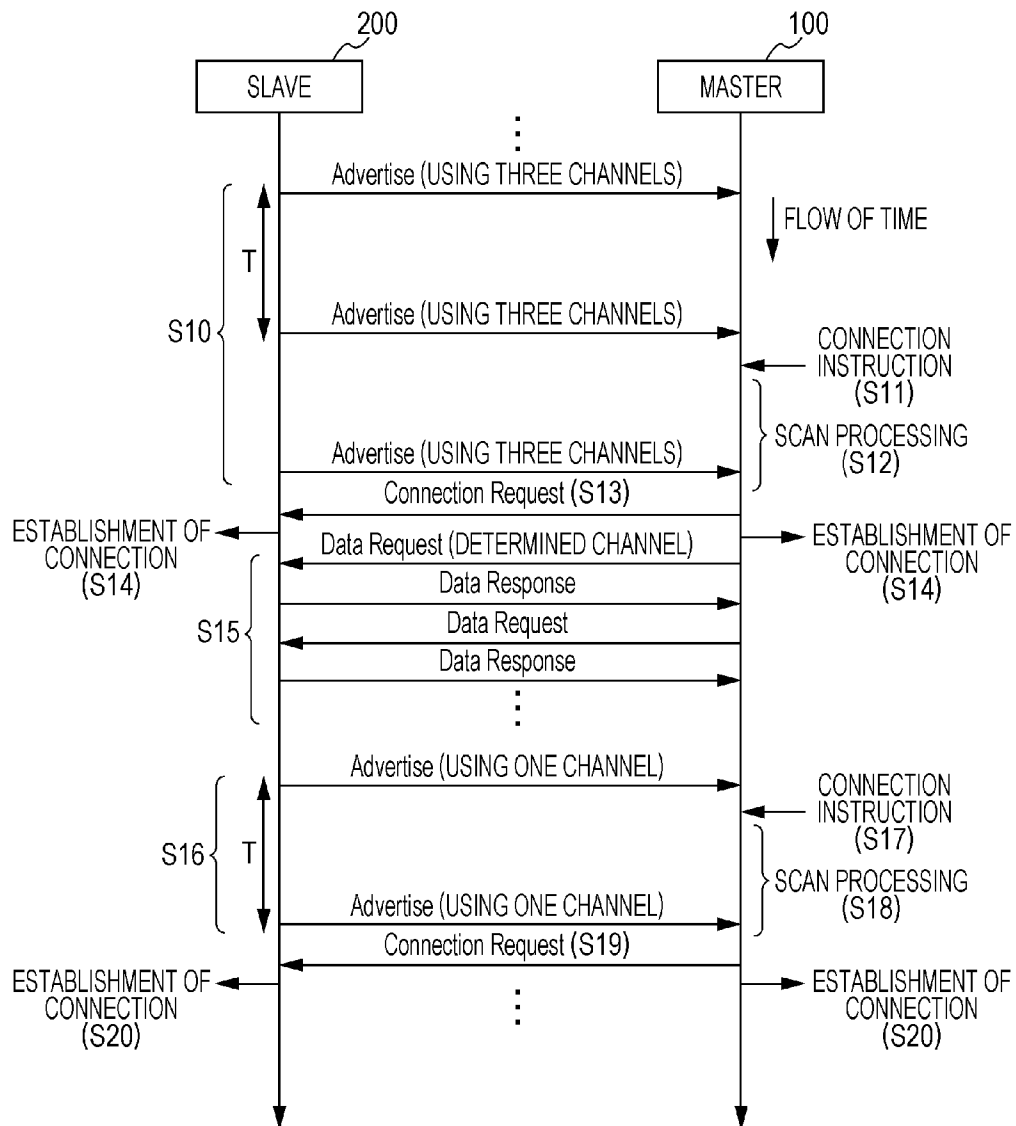 200
100
SLAVE
MASTER
Advertise (USING THREE CHANNELS)
FLOW OF TIME
T
Advertise (USING THREE CHANNELS)
S10
CONNECTION
INSTRUCTION
(S11)
SCAN PROCESSING
(S12)
Advertise (USING THREE CHANNELS)
Connection Request (S13)
ESTABLISHMENT OF
CONNECTION
(S14)
Data Request (DETERMINED CHANNEL)
ESTABLISHMENT OF
CONNECTION
(S14)
Data Response
S15
Data Request
Data Response
Advertise (USING ONE CHANNEL)
CONNECTION
INSTRUCTION
(S17)
S16
T
SCAN PROCESSING
(S18)
Advertise (USING ONE CHANNEL)
Connection Request (S19)
ESTABLISHMENT OF
CONNECTION
(S20)
ESTABLISHMENT OF
CONNECTION
(S20)